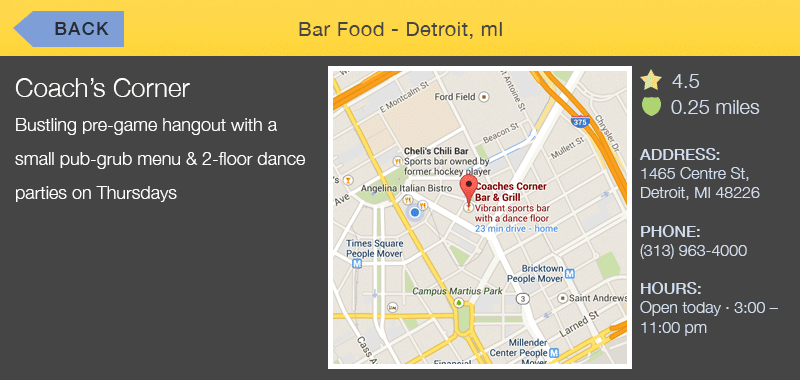 BACK
Bar Food - Detroit, mI
Coach's Corner
Bustling pre-game hangout with a
small pub-grub menu & 2-floor dance
parties on Thursdays
E Montcalm St
Ford Field
Antoine St
375
Chrysler Dr
Beacon St
Mullett St
Cheli's Chili Bar
Sports bar owned by
former hockey player
Angelina Italian Bistro
Ave
Coaches Corner
Bar & Grill
Vibrant sports bar
with a dance floor
23 min drive - home
Times Square
People Mover
M
Bricktown
People Mover
M
Campus Martius Park
3
Saint Andrews
Larned St
Cass A
Millender
Center People
M
Financial
4.5
0.25 miles
ADDRESS:
1465 Centre St,
Detroit, MI 48226
PHONE:
(313) 963-4000
HOURS:
Open today · 3:00 –
11:00 pm